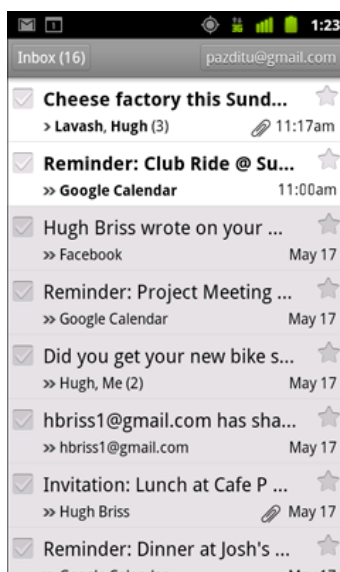 1:23
Inbox (16)
pazditu@gmail.com
Cheese factory this Sund...
› Lavash, Hugh (3)
11:17am
Reminder: Club Ride @ Su...
» Google Calendar
11:00am
Hugh Briss wrote on your ...
» Facebook
May 17
Reminder: Project Meeting ...
» Google Calendar
May 17
Did you get your new bike s...
» Hugh, Me (2)
May 17
hbriss1@gmail.com has sha...
» hbriss1@gmail.com
May 17
Invitation: Lunch at Cafe P ...
» Hugh Briss
May 17
Reminder: Dinner at Josh's ...